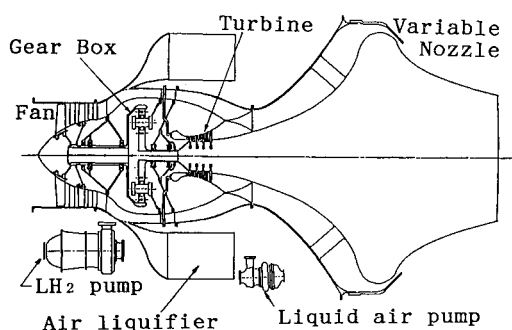 Turbine
Variable
Nozzle
Gear Box
Fan
LH2 pump
Liquid air pump
Air liquifier